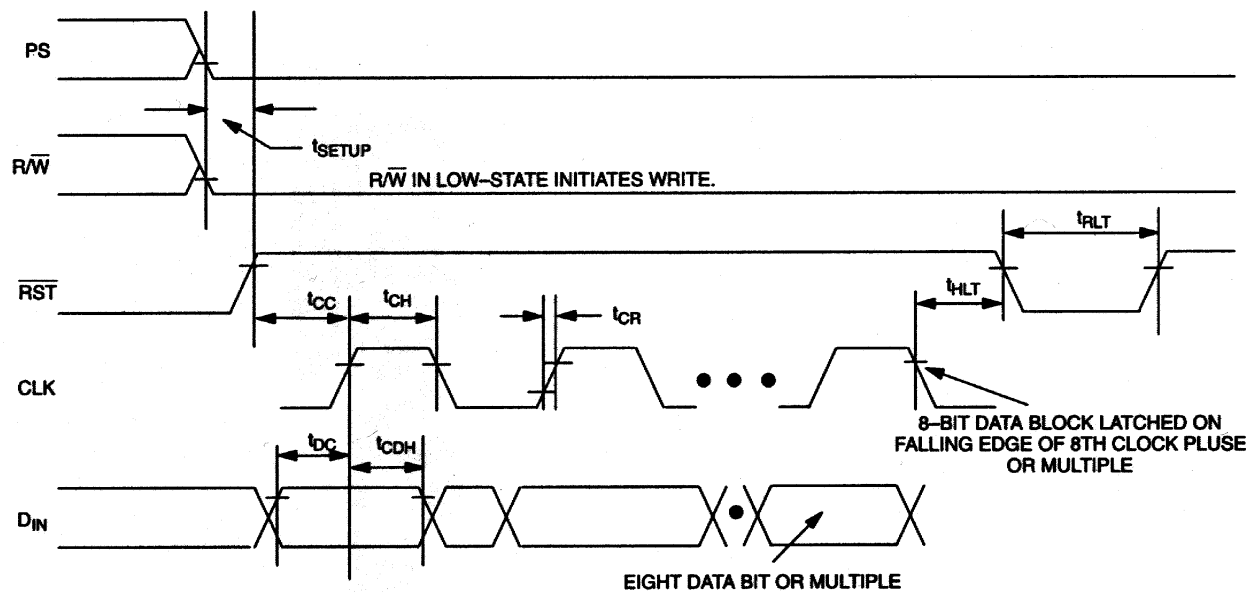 PS
tSETUP
R/W̅
R/W̅ IN LOW–STATE INITIATES WRITE.
tRLT
R̅S̅T̅
tCC
tCH
tCR
tHLT
CLK
8–BIT DATA BLOCK LATCHED ON
FALLING EDGE OF 8TH CLOCK PLUSE
OR MULTIPLE
tDC
tCDH
DIN
EIGHT DATA BIT OR MULTIPLE